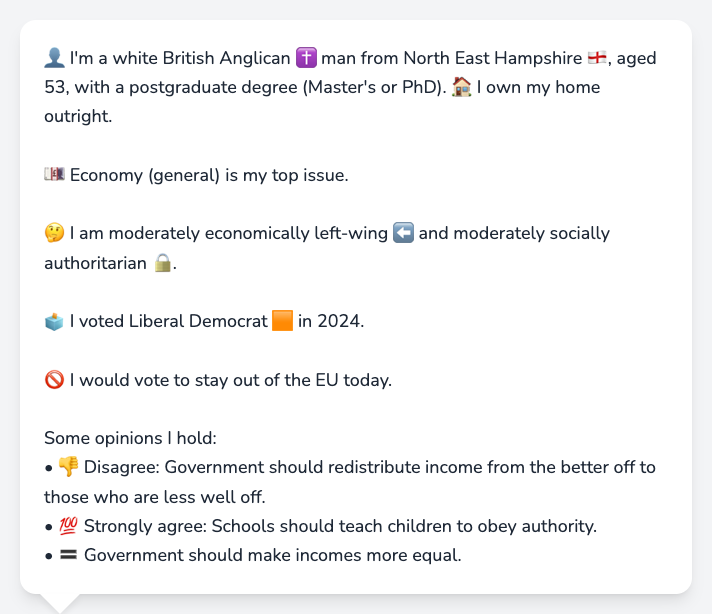 👤 I'm a white British Anglican ✝️ man from North East Hampshire 🏴󠁧󠁢󠁥󠁮󠁧󠁿, aged
53, with a postgraduate degree (Master's or PhD). 🏠 I own my home
outright.
💷 Economy (general) is my top issue.
🤔 I am moderately economically left-wing ⬅️ and moderately socially
authoritarian 🔒.
🗳️ I voted Liberal Democrat 🟧 in 2024.
🚫 I would vote to stay out of the EU today.
Some opinions I hold:
• 👎 Disagree: Government should redistribute income from the better off to
those who are less well off.
• 💯 Strongly agree: Schools should teach children to obey authority.
• 🟰 Government should make incomes more equal.